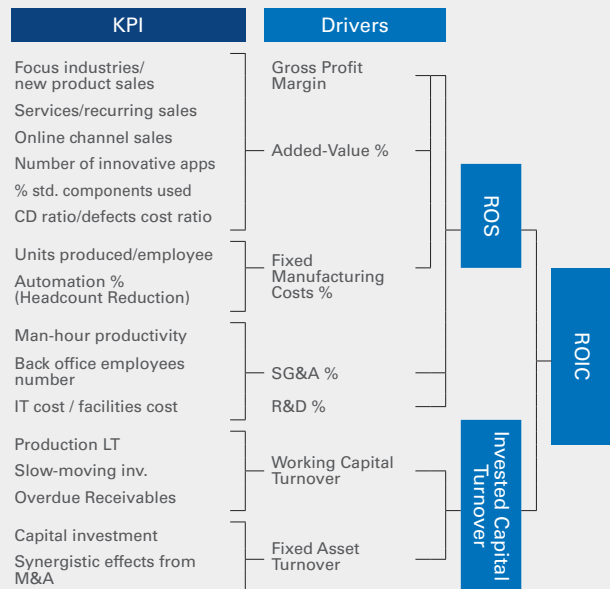 KPI
Drivers
Focus industries/
new product sales
Services/recurring sales
Online channel sales
Number of innovative apps
% std. components used
CD ratio/defects cost ratio
Gross Profit
Margin
Added-Value %
Units produced/employee
Automation %
(Headcount Reduction)
Fixed
Manufacturing
Costs %
Man-hour productivity
Back office employees
number
IT cost / facilities cost
SG&A %
R&D %
Production LT
Slow-moving inv.
Overdue Receivables
Working Capital
Turnover
Capital investment
Synergistic effects from
M&A
Fixed Asset
Turnover
ROS
Invested Capital
Turnover
ROIC